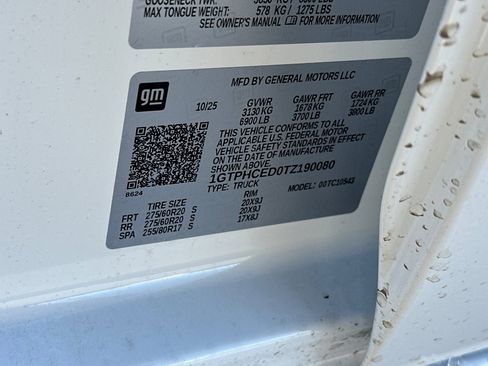 MAX TONGUE WEIGHT: 578 KG / 1275 LBS
SEE OWNER'S MANUAL FOR MORE INFORMATION
gm
MFD BY GENERAL MOTORS LLC
10/25 GVWR GAWR FRT GAWR RR
3130 KG 1678 KG 1724 KG
6900 LB 3700 LB 3800 LB
THIS VEHICLE CONFORMS TO ALL
APPLICABLE U.S. FEDERAL MOTOR
VEHICLE SAFETY STANDARDS IN EFFECT
ON THE DATE OF MANUFACTURE
SHOWN ABOVE.
1GTPHCED0TZ190080
8624 TYPE: TRUCK MODEL: 00TC10543
TIRE SIZE RIM
FRT 275/60R20 S 20X9J
RR 275/60R20 S 20X9J
SPA 255/80R17 S 17X8J